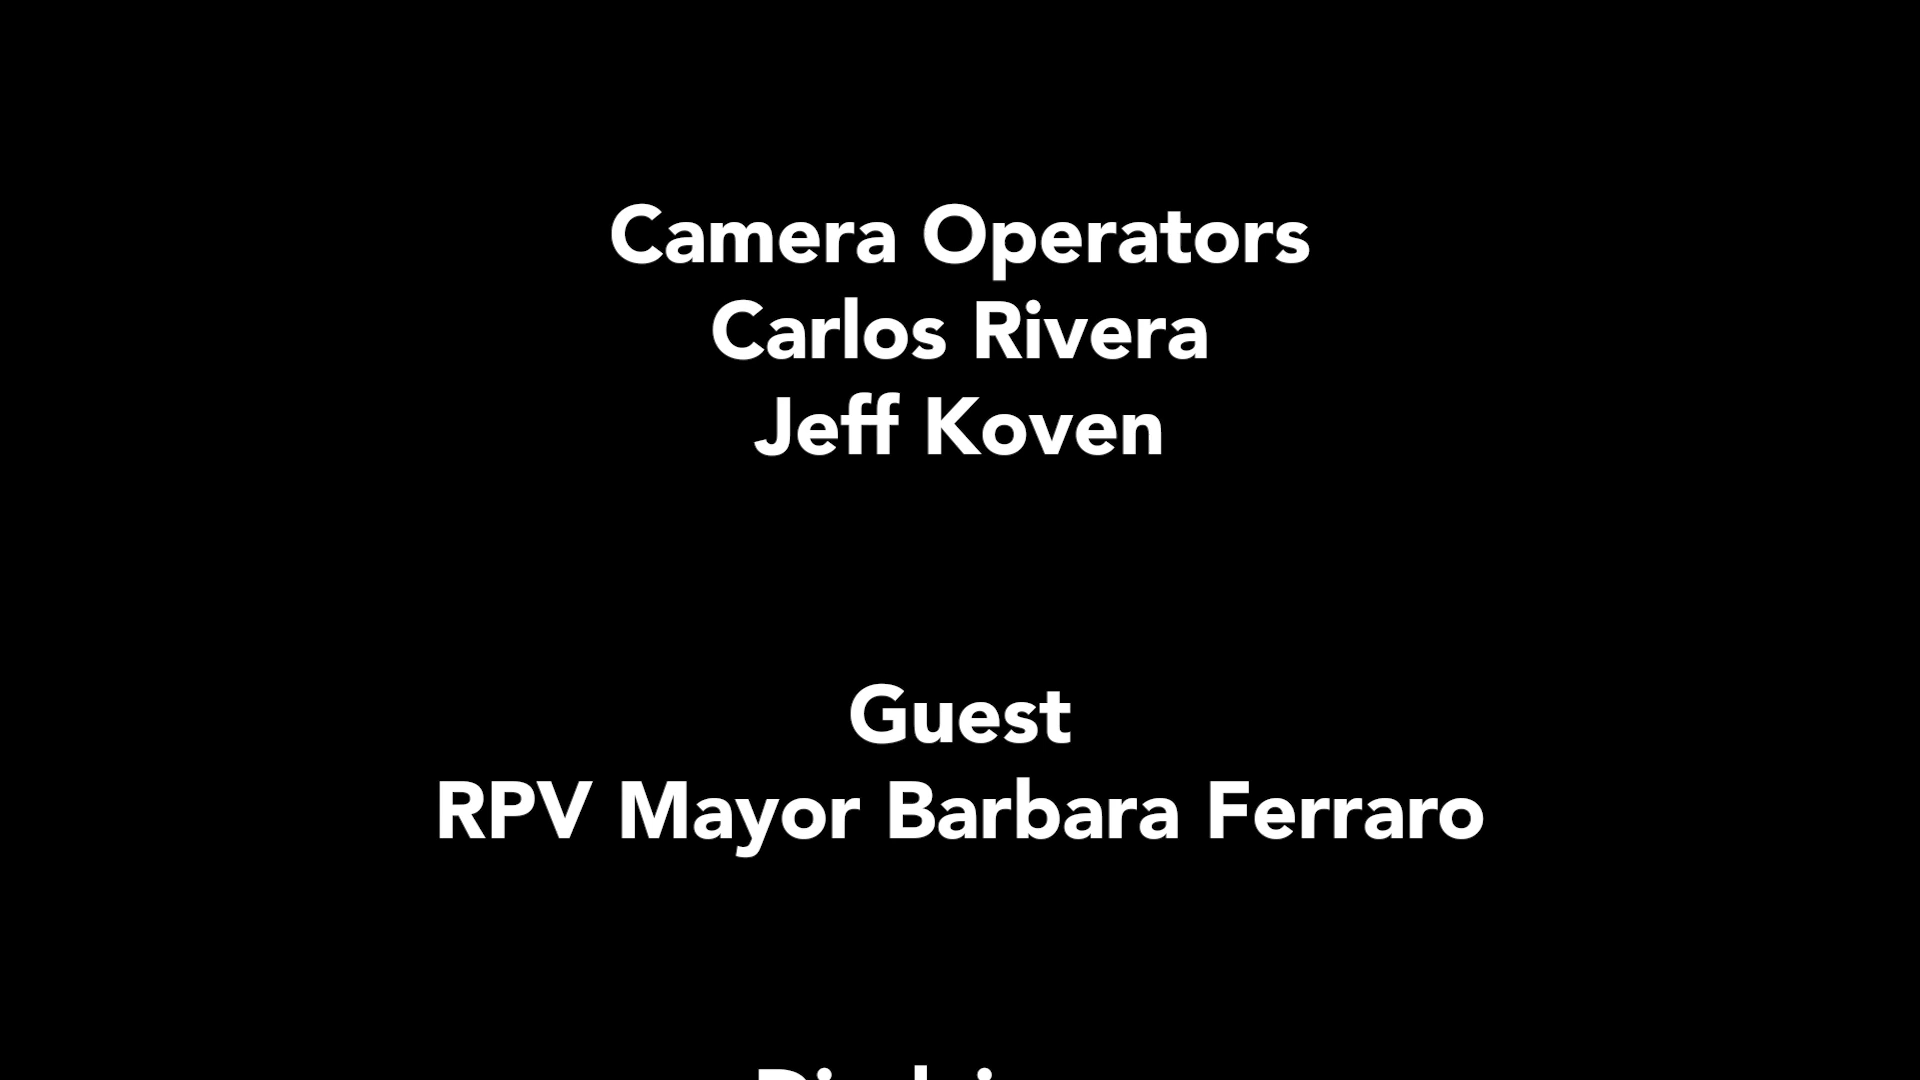 Camera Operators
Carlos Rivera
Jeff Koven
Guest
RPV Mayor Barbara Ferraro